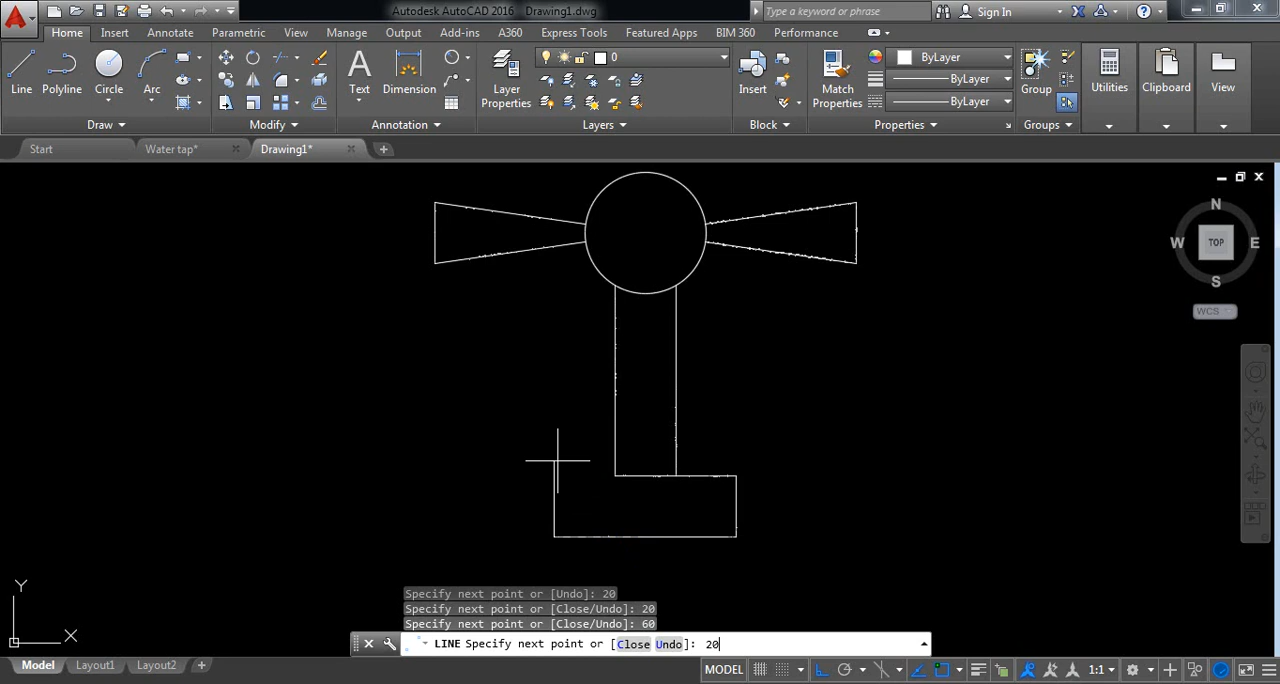 Autodesk AutoCAD 2016   Drawing1.dwg
Type a keyword or phrase
Sign In
Home Insert Annotate Parametric View Manage Output Add-ins A360 Express Tools Featured Apps BIM 360 Performance
Line Polyline Circle Arc
Text Dimension
Layer Properties
0
Insert
Match Properties
ByLayer
ByLayer
ByLayer
Group
Utilities
Clipboard
View
Draw Modify Annotation Layers Block Properties Groups
Start Water tap* Drawing1*
N
W TOP E
S
WCS
Y
X
Specify next point or [Undo]: 20
Specify next point or [Close/Undo]: 20
Specify next point or [Close/Undo]: 60
LINE Specify next point or [Close Undo]: 20
Model Layout1 Layout2
MODEL
1:1